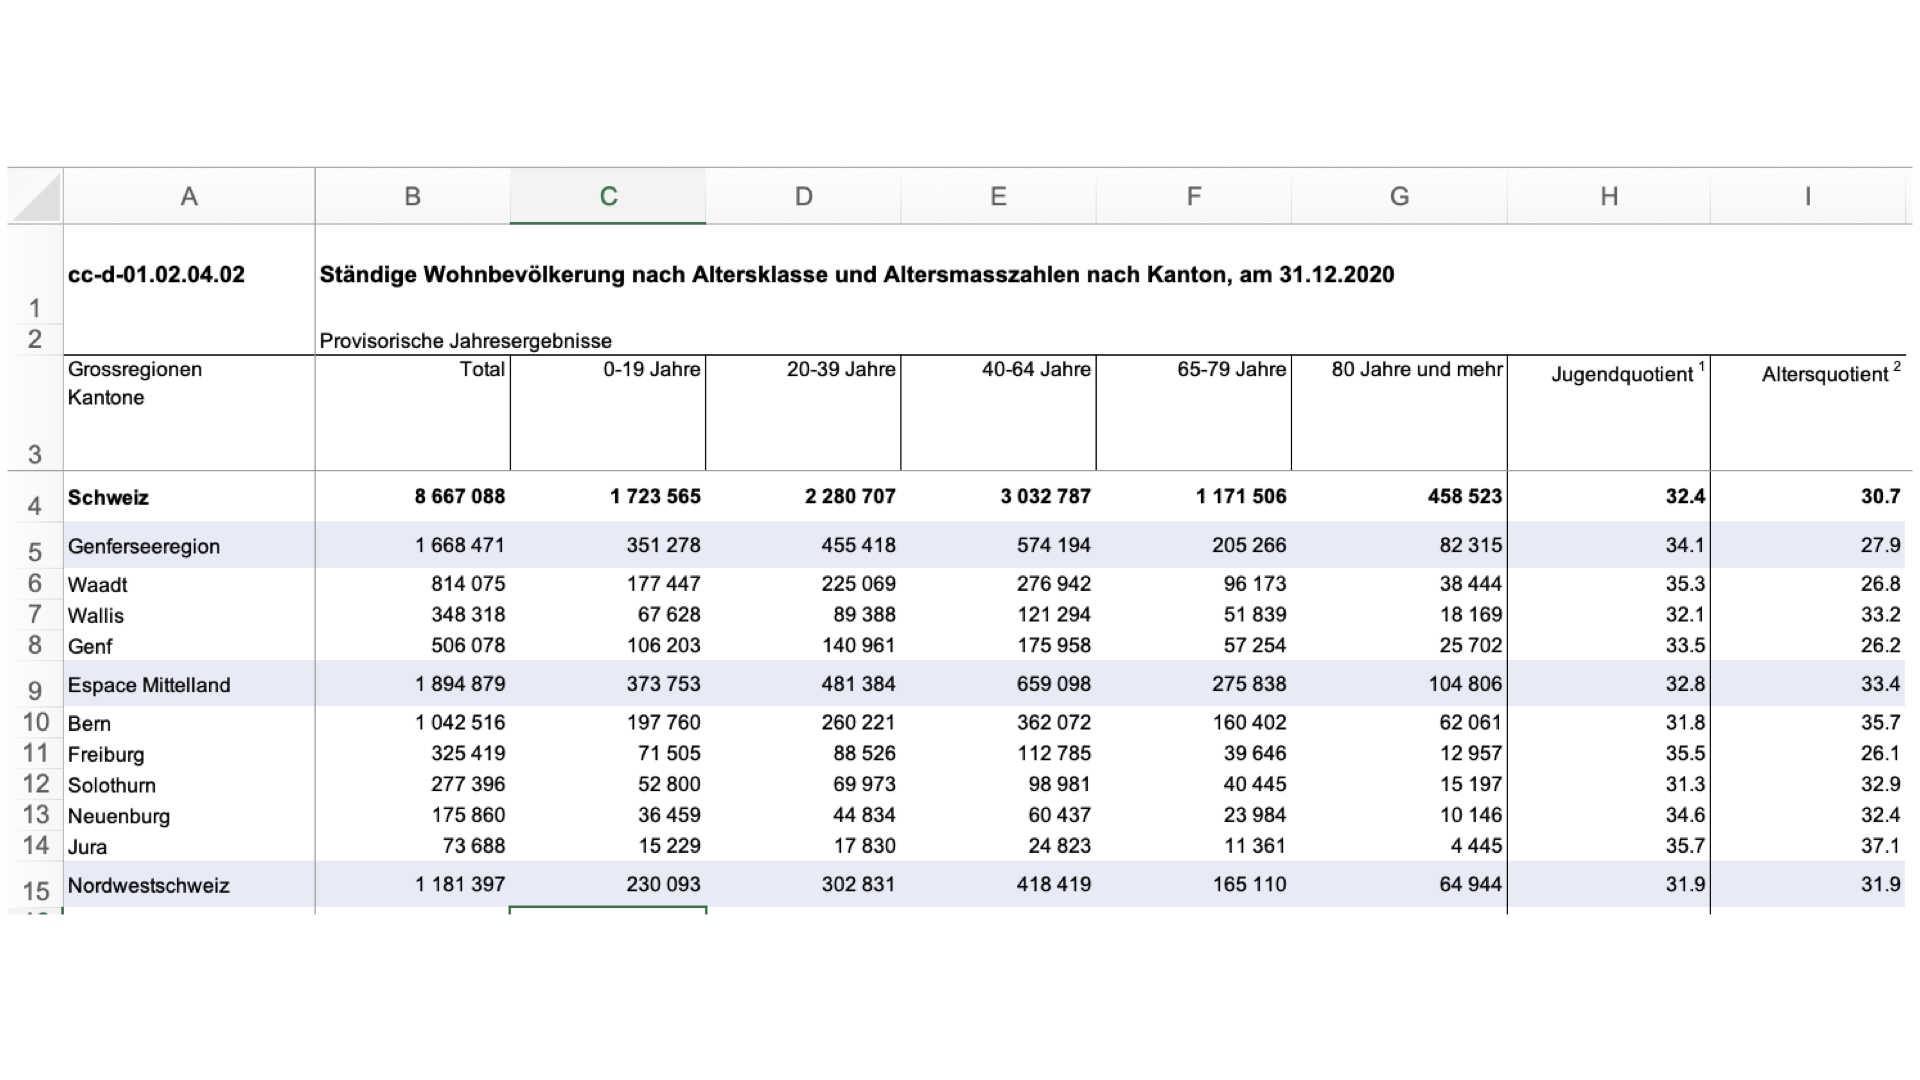 A B C D E F G H I
1 cc-d-01.02.04.02 Ständige Wohnbevölkerung nach Altersklasse und Altersmasszahlen nach Kanton, am 31.12.2020
2 Provisorische Jahresergebnisse
Grossregionen Total 0-19 Jahre 20-39 Jahre 40-64 Jahre 65-79 Jahre 80 Jahre und mehr Jugendquotient 1 Altersquotient 2
Kantone
3
4 Schweiz 8 667 088 1 723 565 2 280 707 3 032 787 1 171 506 458 523 32.4 30.7
5 Genferseeregion 1 668 471 351 278 455 418 574 194 205 266 82 315 34.1 27.9
6 Waadt 814 075 177 447 225 069 276 942 96 173 38 444 35.3 26.8
7 Wallis 348 318 67 628 89 388 121 294 51 839 18 169 32.1 33.2
8 Genf 506 078 106 203 140 961 175 958 57 254 25 702 33.5 26.2
9 Espace Mittelland 1 894 879 373 753 481 384 659 098 275 838 104 806 32.8 33.4
10 Bern 1 042 516 197 760 260 221 362 072 160 402 62 061 31.8 35.7
11 Freiburg 325 419 71 505 88 526 112 785 39 646 12 957 35.5 26.1
12 Solothurn 277 396 52 800 69 973 98 981 40 445 15 197 31.3 32.9
13 Neuenburg 175 860 36 459 44 834 60 437 23 984 10 146 34.6 32.4
14 Jura 73 688 15 229 17 830 24 823 11 361 4 445 35.7 37.1
15 Nordwestschweiz 1 181 397 230 093 302 831 418 419 165 110 64 944 31.9 31.9